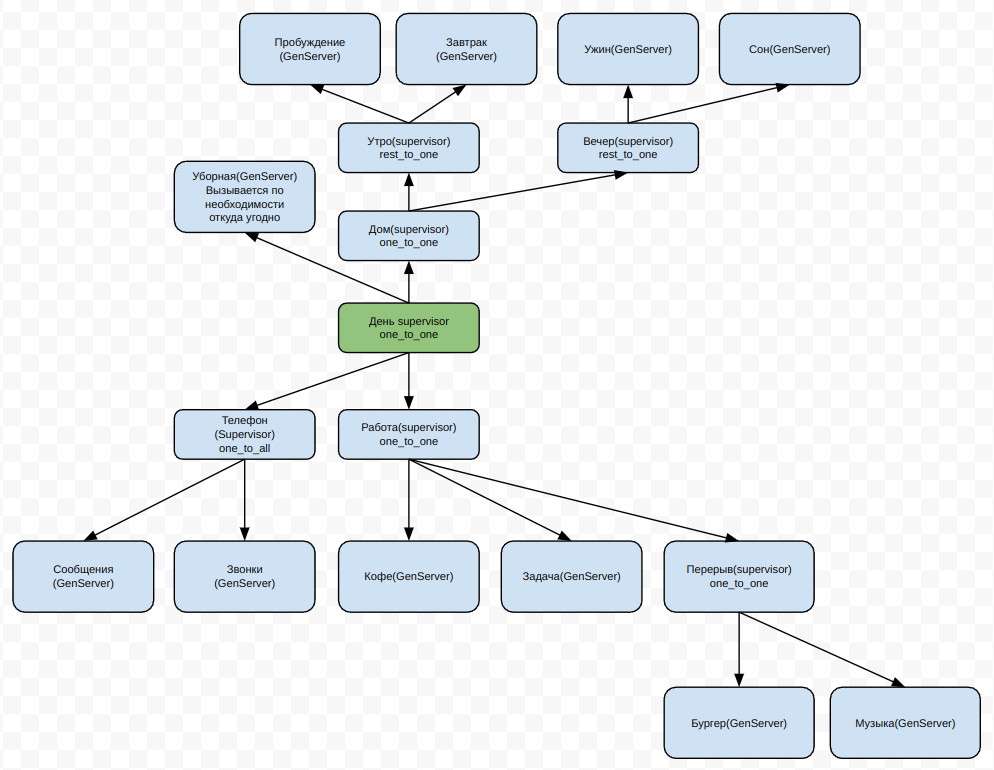 Пробуждение
(GenServer)
Завтрак
(GenServer)
Ужин(GenServer)
Сон(GenServer)
Утро(supervisor)
rest_to_one
Вечер(supervisor)
rest_to_one
Уборная(GenServer)
Вызывается по
необходимости
откуда угодно
Дом(supervisor)
one_to_one
День supervisor
one_to_one
Телефон
(Supervisor)
one_to_all
Работа(supervisor)
one_to_one
Сообщения
(GenServer)
Звонки
(GenServer)
Кофе(GenServer)
Задача(GenServer)
Перерыв(supervisor)
one_to_one
Бургер(GenServer)
Музыка(GenServer)